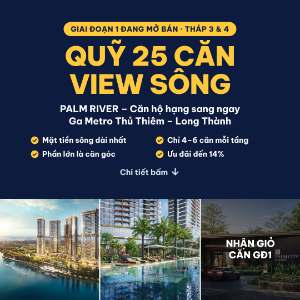 GIAI ĐOẠN 1 ĐANG MỞ BÁN · THÁP 3 & 4
QUỸ 25 CĂN
VIEW SÔNG
PALM RIVER – Căn hộ hạng sang ngay
Ga Metro Thủ Thiêm – Long Thành
Mặt tiền sông dài nhất
Chỉ 4–6 căn mỗi tầng
Phần lớn là căn góc
Ưu đãi đến 14%
Chi tiết bấm ↓
NHẬN GIỎ
CĂN GĐ1